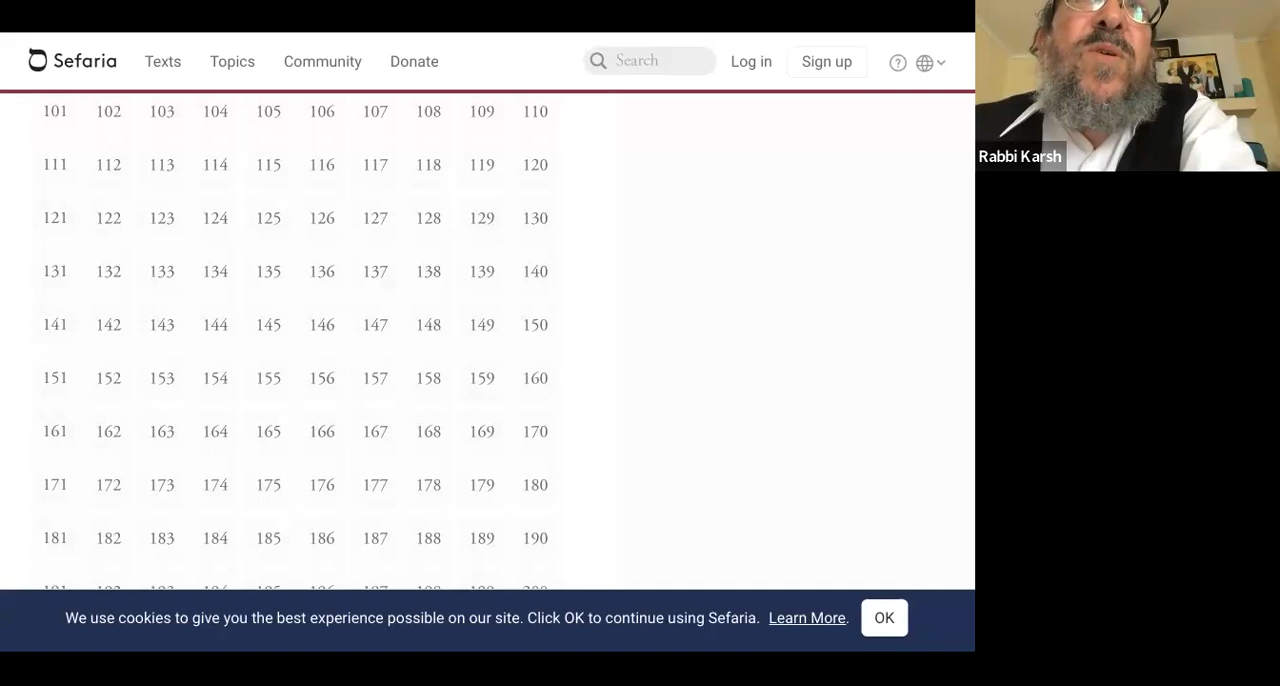 Sefaria Texts Topics Community Donate Search Log in Sign up
Rabbi Karsh
101 102 103 104 105 106 107 108 109 110
111 112 113 114 115 116 117 118 119 120
121 122 123 124 125 126 127 128 129 130
131 132 133 134 135 136 137 138 139 140
141 142 143 144 145 146 147 148 149 150
151 152 153 154 155 156 157 158 159 160
161 162 163 164 165 166 167 168 169 170
171 172 173 174 175 176 177 178 179 180
181 182 183 184 185 186 187 188 189 190
We use cookies to give you the best experience possible on our site. Click OK to continue using Sefaria. Learn More. OK